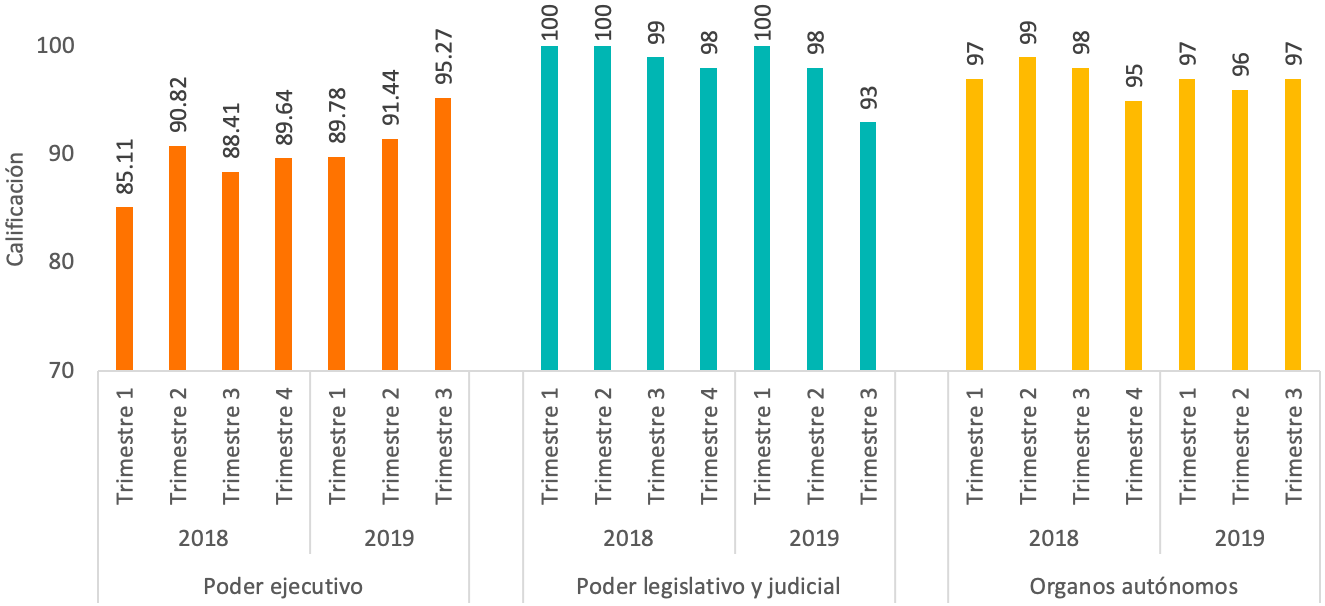 Calificación
100
90
80
70
85.11
90.82
88.41
89.64
89.78
91.44
95.27
100
100
99
98
100
98
93
97
99
98
95
97
96
97
Trimestre 1
Trimestre 2
Trimestre 3
Trimestre 4
Trimestre 1
Trimestre 2
Trimestre 3
Trimestre 1
Trimestre 2
Trimestre 3
Trimestre 4
Trimestre 1
Trimestre 2
Trimestre 3
Trimestre 1
Trimestre 2
Trimestre 3
Trimestre 4
Trimestre 1
Trimestre 2
Trimestre 3
2018
2019
2018
2019
2018
2019
Poder ejecutivo
Poder legislativo y judicial
Organos autónomos